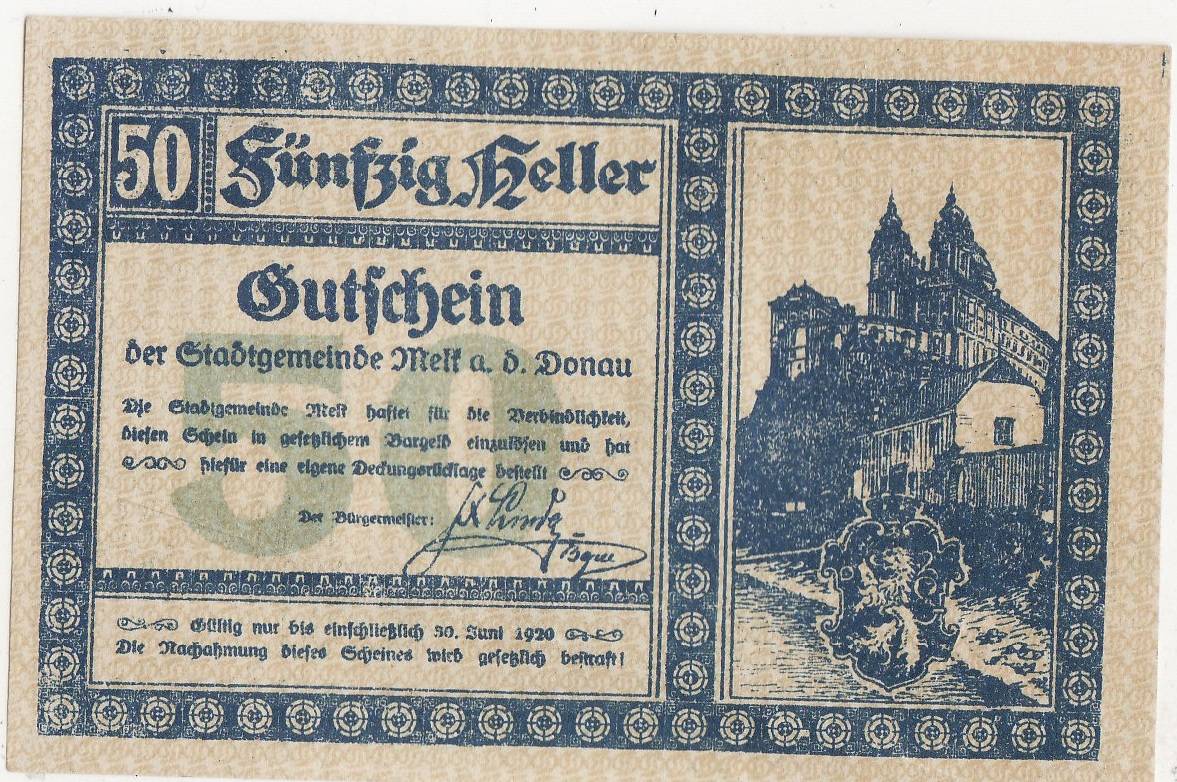 50 Fünfzig Heller
Gutschein
der Stadtgemeinde Melk a. d. Donau
Die Stadtgemeinde Melk haftet für die Verbindlichkeit,
diesen Schein in gesetzlichem Bargeld einzulösen und hat
hiefür eine eigene Deckungsrücklage bestellt
50
Der Bürgermeister:
Gültig nur bis einschließlich 30. Juni 1920
Die Nachahmung dieses Scheines wird gesetzlich bestraft!